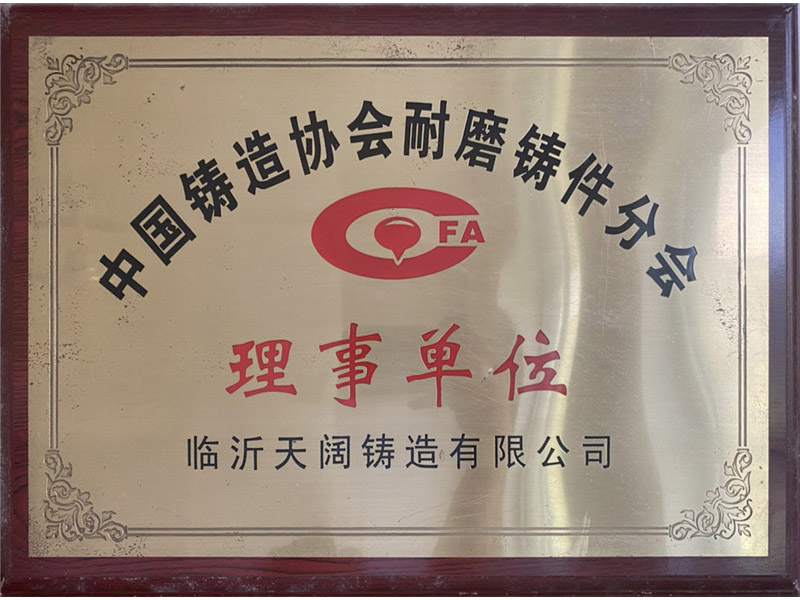 中国铸造协会耐磨铸件分会
FA
理事单位
临沂天阔铸造有限公司